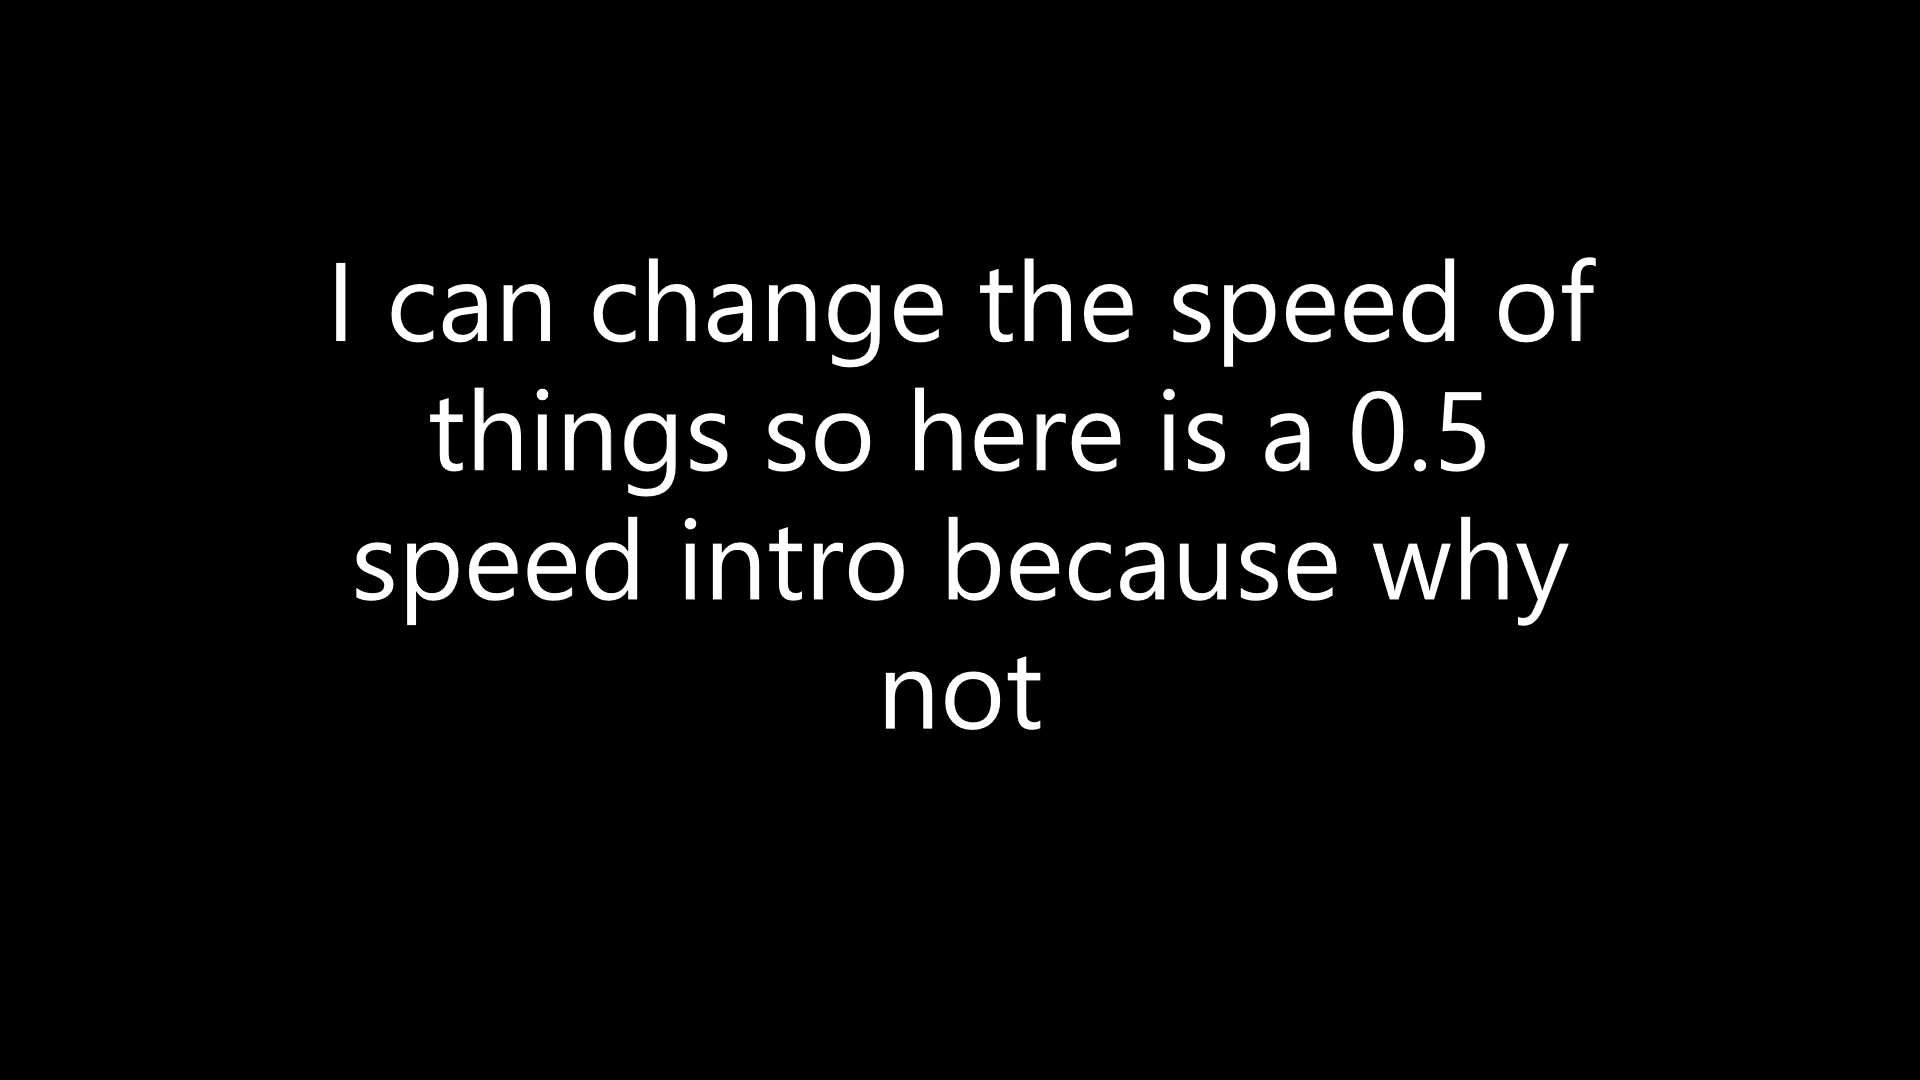 I can change the speed of
things so here is a 0.5
speed intro because why
not